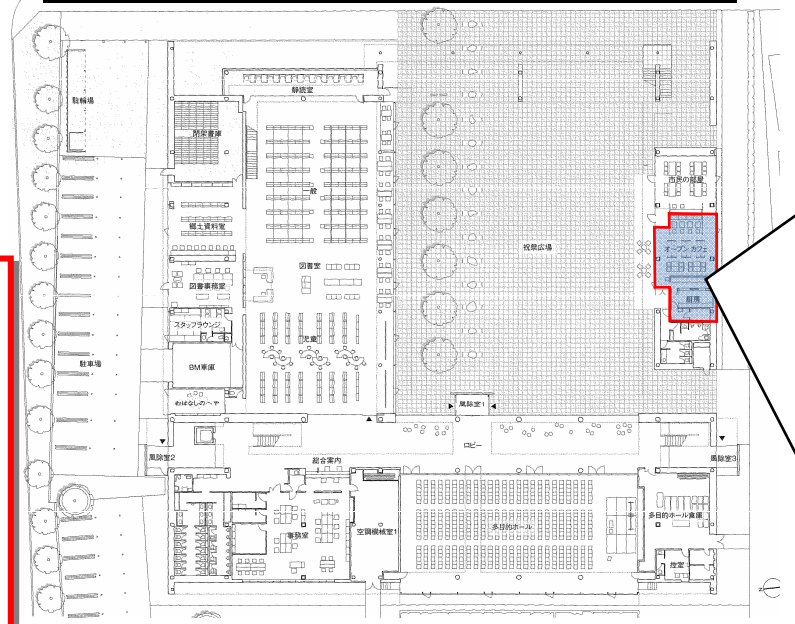 静読室
駐輪場
閉架書庫
一般
市民の部屋
郷土資料室
祝祭広場
オープンカフェ
図書室
図書事務室
厨房
スタッフラウンジ
児童
駐車場
BM車庫
おはなしのへや
風除室1
ロビー
風除室2
総合案内
風除室3
事務室
空調機械室1
多目的ホール
多目的ホール倉庫
控室